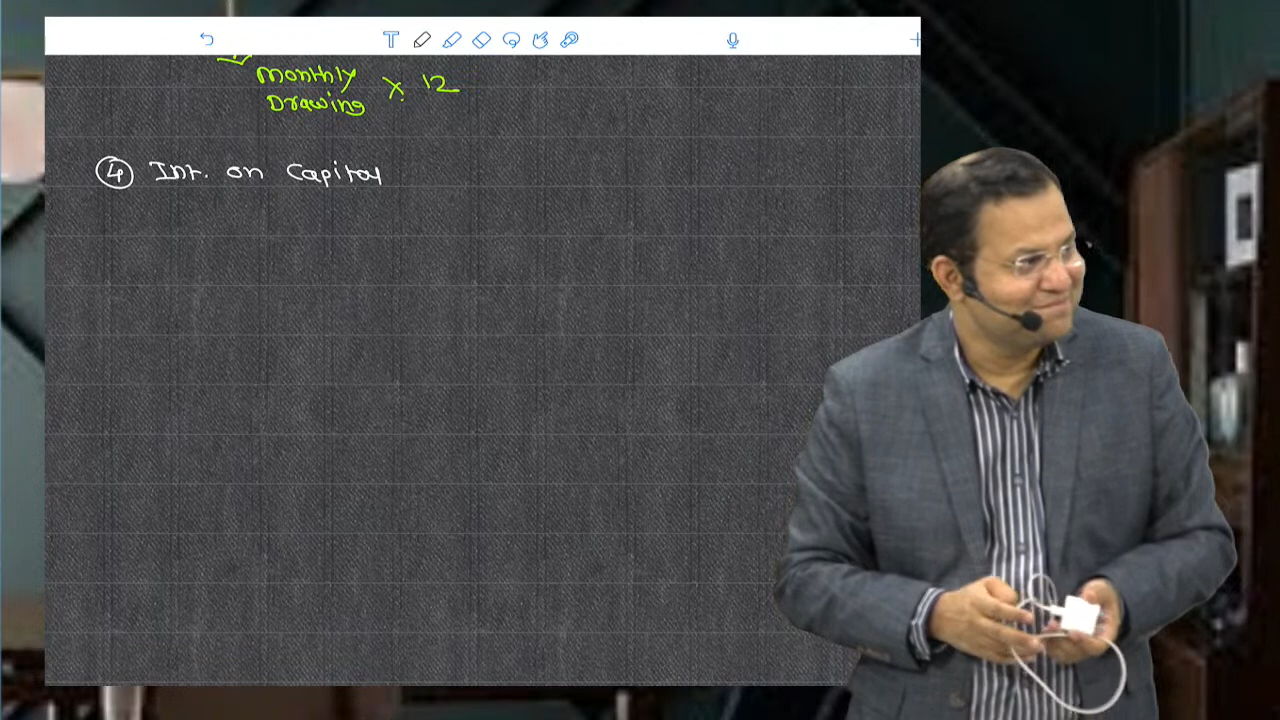 Monthly
Drawing × 12
④ Int. on Capital